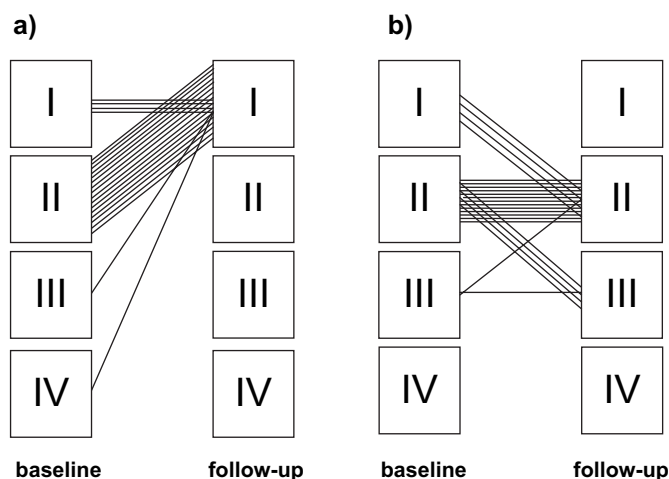 a)
I I
II II
III III
IV IV
baseline follow-up
b)
I I
II II
III III
IV IV
baseline follow-up